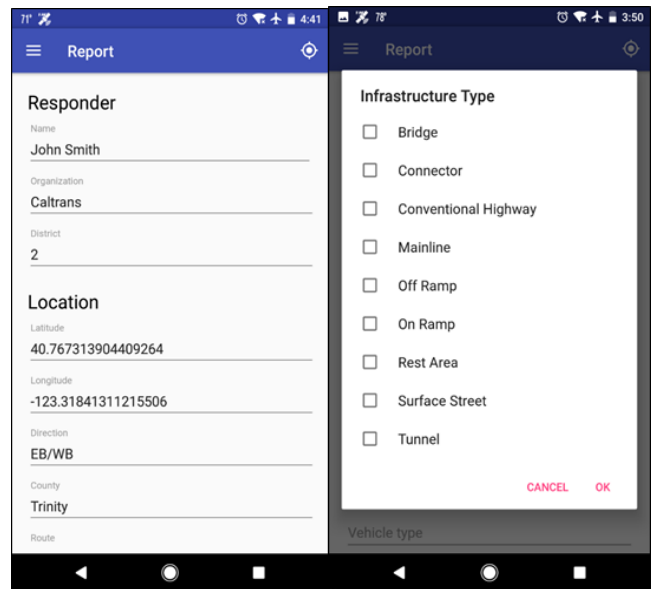 71°
4:41
Report
Responder
Name
John Smith
Organization
Caltrans
District
2
Location
Latitude
40.767313904409264
Longitude
-123.31841311215506
Direction
EB/WB
County
Trinity
Route
78°
3:50
Report
Infrastructure Type
Bridge
Connector
Conventional Highway
Mainline
Off Ramp
On Ramp
Rest Area
Surface Street
Tunnel
CANCEL OK
Vehicle type